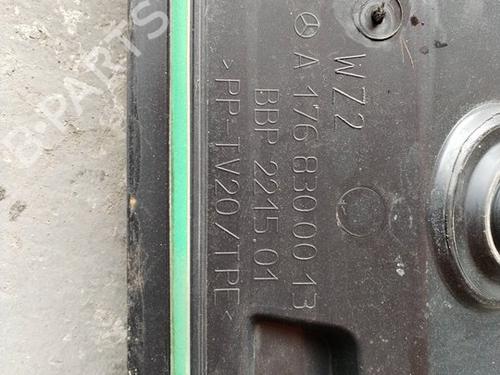 WZ2
A 176 830 00 13
BBP 2215.01
>PP-TV20/TPE<
B-PARTS